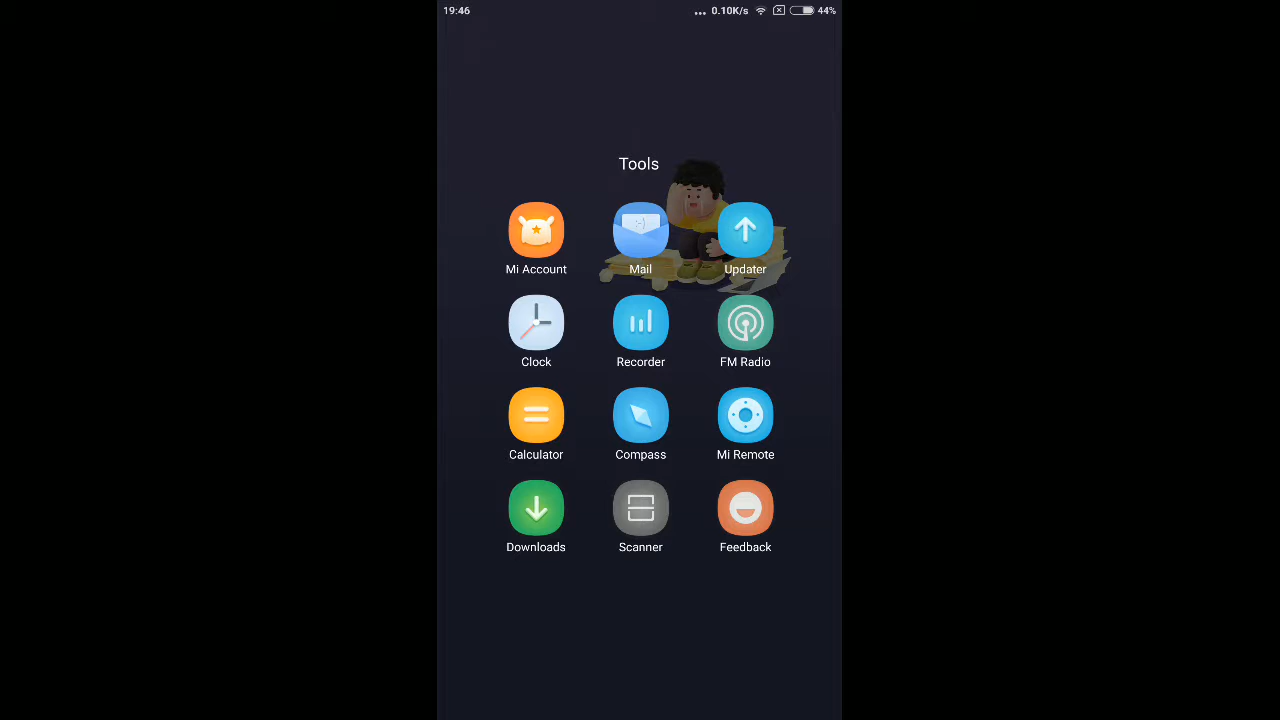 19:46 ... 0.10K/s 44%
Tools
Mi Account Mail Updater
Clock Recorder FM Radio
Calculator Compass Mi Remote
Downloads Scanner Feedback